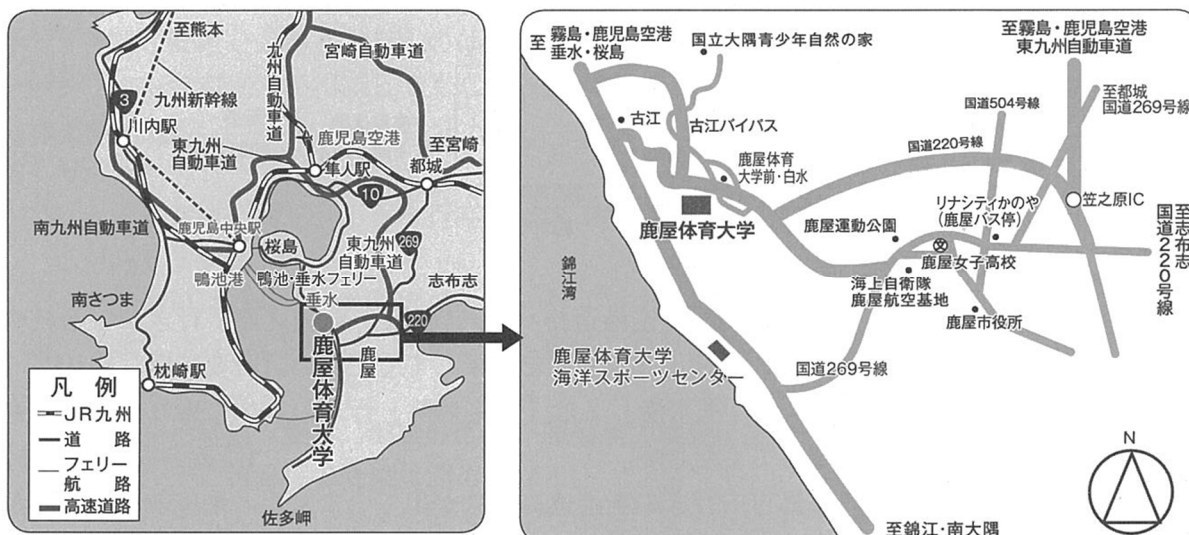 至熊本
宮崎自動車道
九州自動車道
3
九州新幹線
川内駅
鹿児島空港
東九州
自動車道
至宮崎
隼人駅
都城
10
南九州自動車道
鹿児島中央駅
桜島
東九州
自動車道
269
鴨池港
鴨池・垂水フェリー
志布志
南さつま
垂水
220
鹿屋
鹿屋体育大学
枕崎駅
凡例
JR九州
道路
フェリー
航路
高速道路
佐多岬
至
霧島・鹿児島空港
垂水・桜島
国立大隅青少年自然の家
至霧島・鹿児島空港
東九州自動車道
至都城
国道269号線
国道504号線
古江
古江バイパス
国道220号線
鹿屋体育
大学前・白水
リナシティかのや
(鹿屋バス停)
笠之原IC
鹿屋体育大学
鹿屋運動公園
至志布志
国道220号線
文
鹿屋女子高校
錦江湾
海上自衛隊
鹿屋航空基地
鹿屋市役所
鹿屋体育大学
海洋スポーツセンター
国道269号線
N
至錦江・南大隅